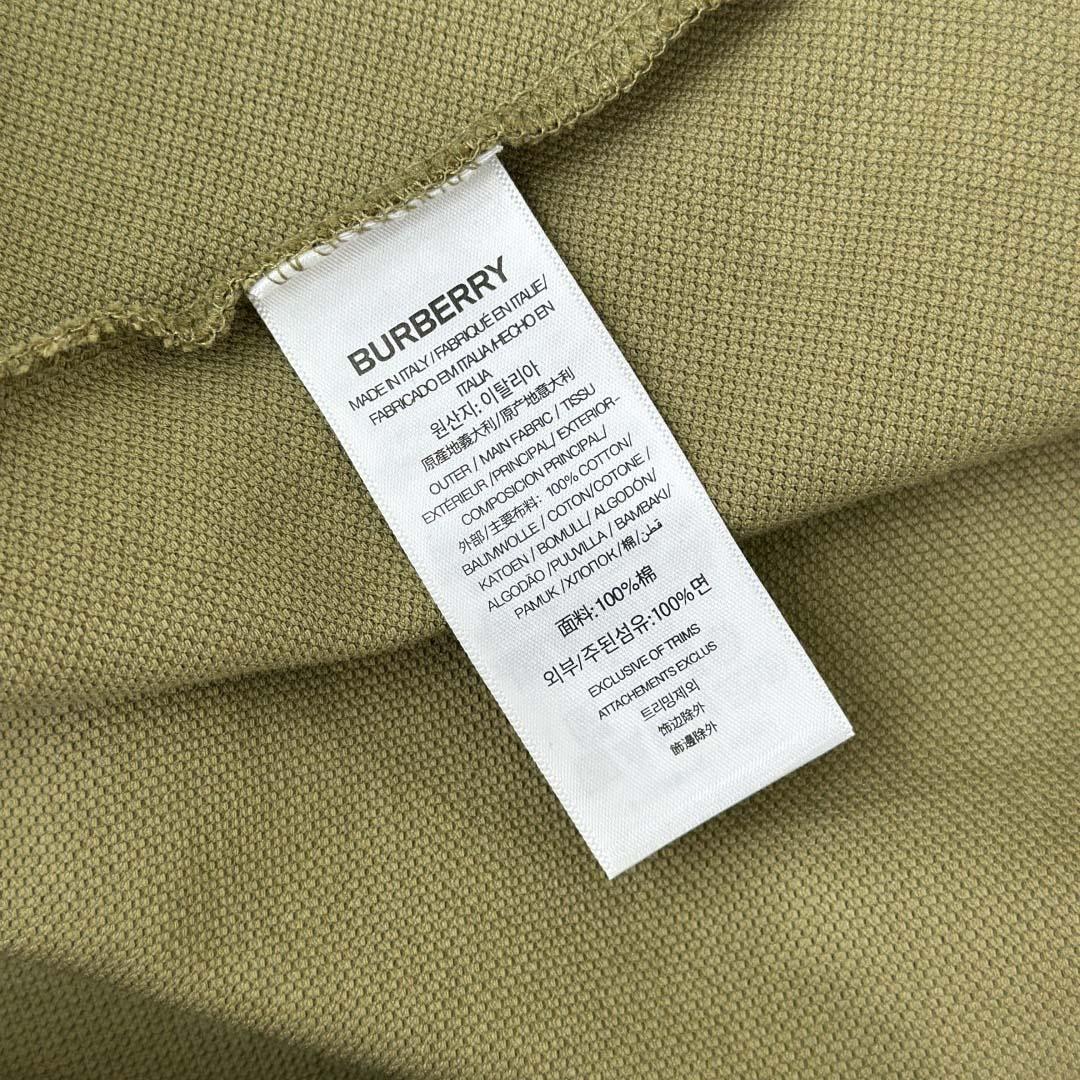 BURBERRY
MADE IN ITALY / FABRIQUÉ EN ITALIE/
FABRICADO EM ITALIA/HECHO EN
ITALIA
원산지: 이탈리아
原產地義大利/原产地意大利
OUTER / MAIN FABRIC / TISSU
EXTÉRIEUR /PRINCIPAL/ EXTERIOR-
COMPOSICION PRINCIPAL/
外部/主要布料: 100% COTTON/
BAUMWOLLE / COTON/COTONE /
KATOEN / BOMULL/ ALGODÓN/
ALGODÃO /PUUVILLA / BAMBAKI/
PAMUK /ХЛОПОК/棉/قطن
面料:100%棉
외부/주된섬유:100%면
EXCLUSIVE OF TRIMS
ATTACHEMENTS EXCLUS
트리밍제외
饰边除外
飾邊除外